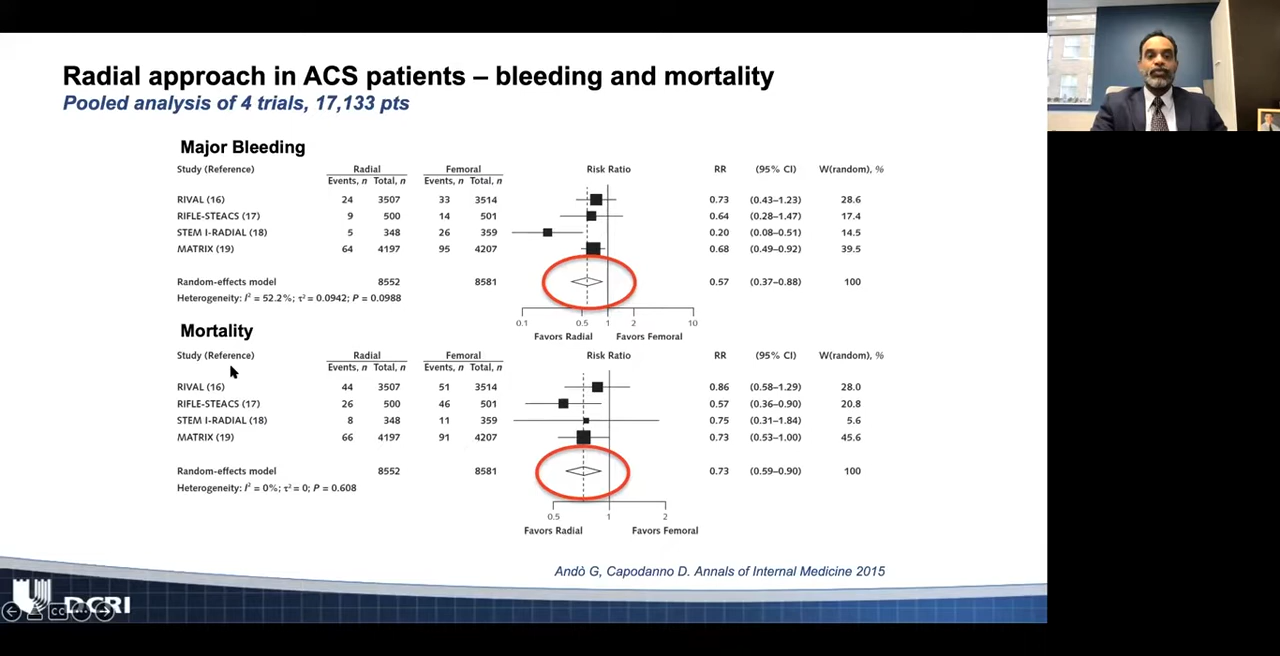 Radial approach in ACS patients – bleeding and mortality
Pooled analysis of 4 trials, 17,133 pts
Major Bleeding
Study (Reference) Radial Femoral Risk Ratio RR (95% CI) W(random), %
Events, n Total, n Events, n Total, n
RIVAL (16) 24 3507 33 3514 0.73 (0.43–1.23) 28.6
RIFLE-STEACS (17) 9 500 14 501 0.64 (0.28–1.47) 17.4
STEM I-RADIAL (18) 5 348 26 359 0.20 (0.08–0.51) 14.5
MATRIX (19) 64 4197 95 4207 0.68 (0.49–0.92) 39.5
Random-effects model 8552 8581 0.57 (0.37–0.88) 100
Heterogeneity: I² = 52.2%; τ² = 0.0942; P = 0.0988
0.1 0.5 1 2 10
Favors Radial Favors Femoral
Mortality
Study (Reference) Radial Femoral Risk Ratio RR (95% CI) W(random), %
Events, n Total, n Events, n Total, n
RIVAL (16) 44 3507 51 3514 0.86 (0.58–1.29) 28.0
RIFLE-STEACS (17) 26 500 46 501 0.57 (0.36–0.90) 20.8
STEM I-RADIAL (18) 8 348 11 359 0.75 (0.31–1.84) 5.6
MATRIX (19) 66 4197 91 4207 0.73 (0.53–1.00) 45.6
Random-effects model 8552 8581 0.73 (0.59–0.90) 100
Heterogeneity: I² = 0%; τ² = 0; P = 0.608
0.5 1 2
Favors Radial Favors Femoral
Andò G, Capodanno D. Annals of Internal Medicine 2015
DCRI
CC